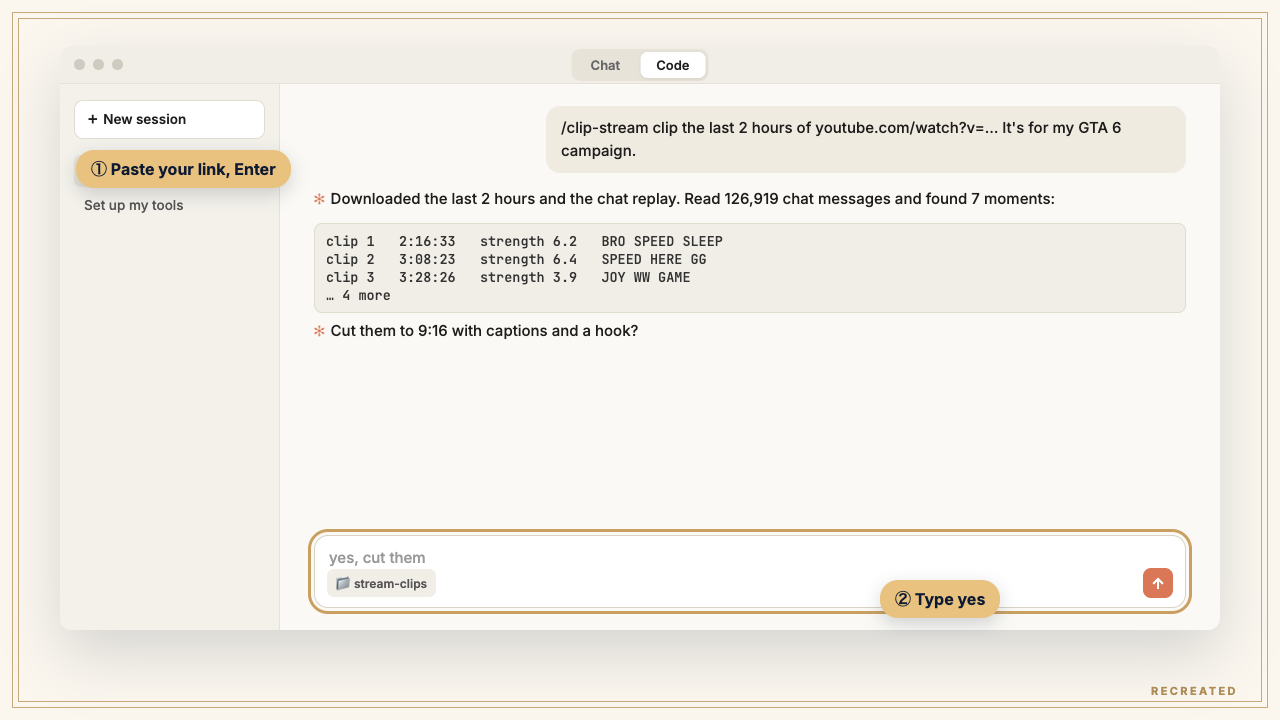 Chat Code
+ New session
① Paste your link, Enter
Set up my tools
/clip-stream clip the last 2 hours of youtube.com/watch?v=... It's for my GTA 6
campaign.
✻ Downloaded the last 2 hours and the chat replay. Read 126,919 chat messages and found 7 moments:
clip 1 2:16:33 strength 6.2 BRO SPEED SLEEP
clip 2 3:08:23 strength 6.4 SPEED HERE GG
clip 3 3:28:26 strength 3.9 JOY WW GAME
… 4 more
✻ Cut them to 9:16 with captions and a hook?
yes, cut them
stream-clips
② Type yes
RECREATED